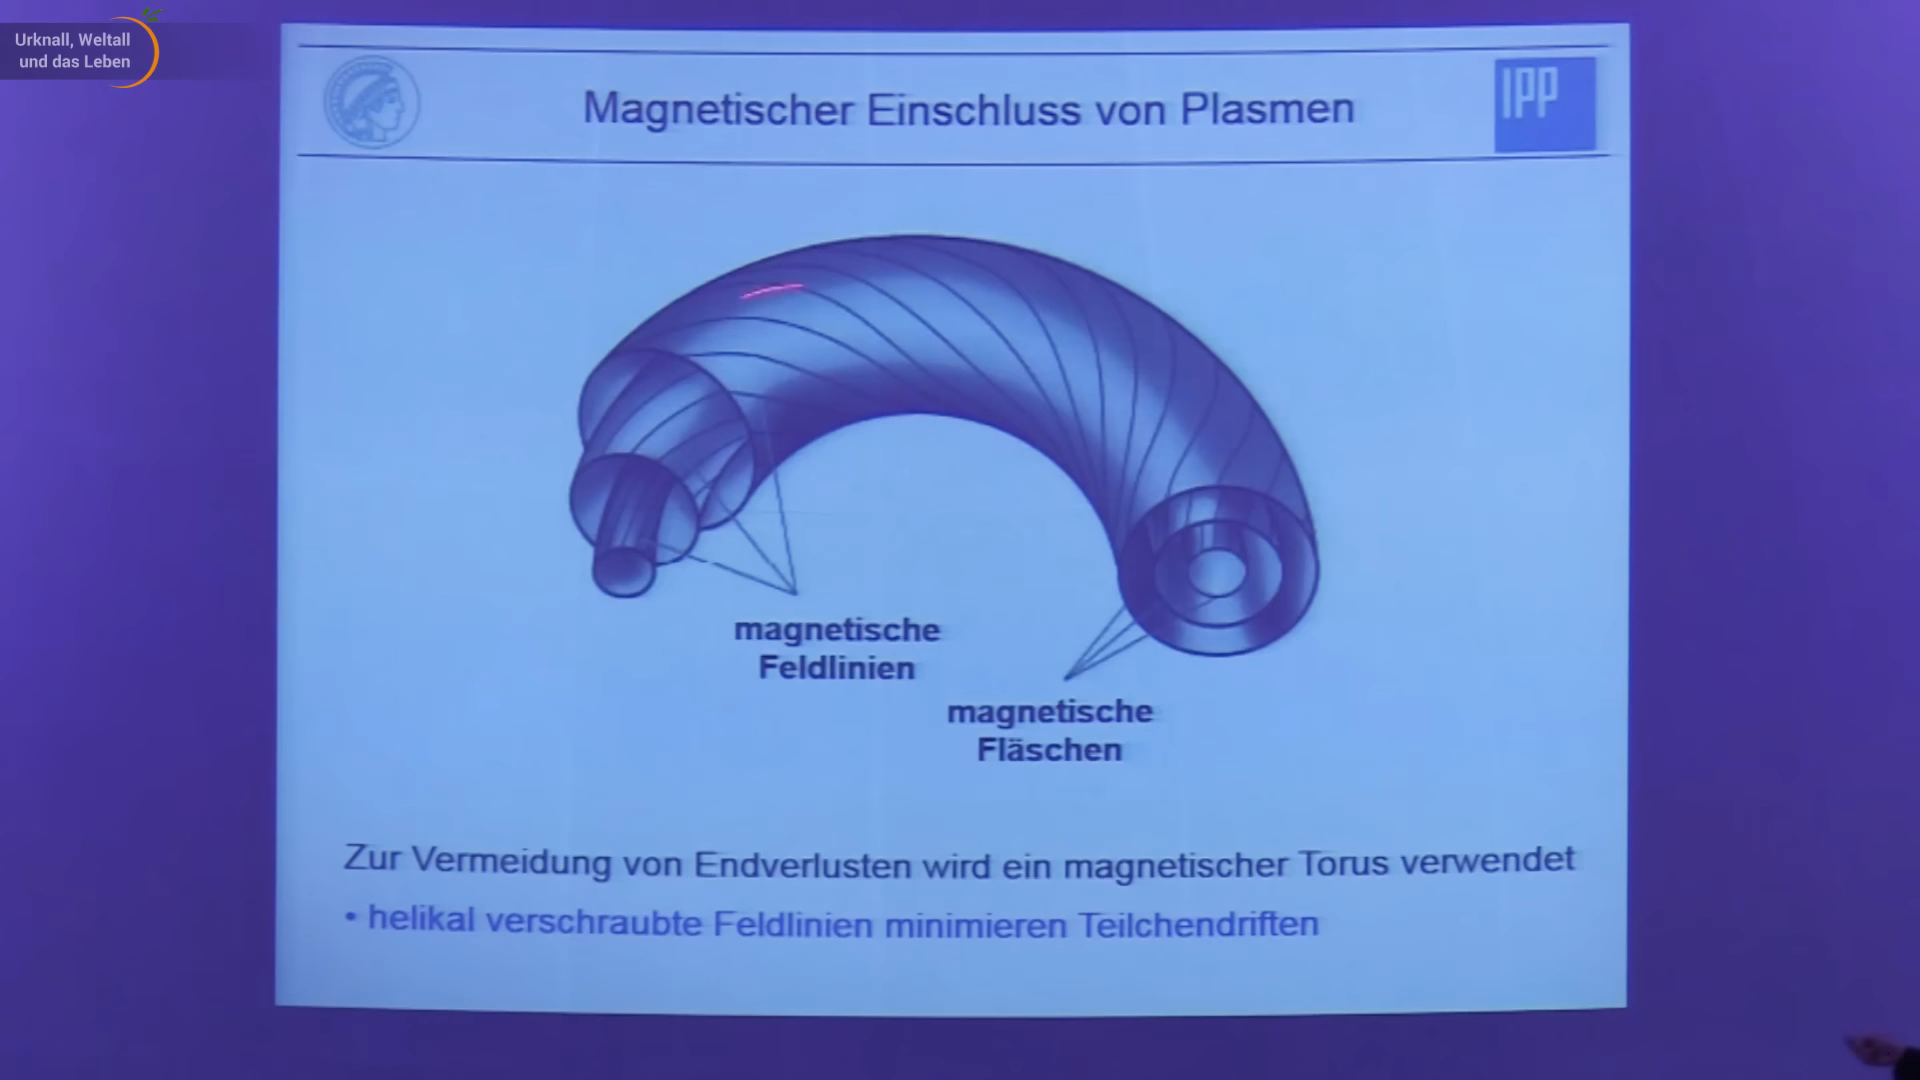 Urknall, Weltall
und das Leben
Magnetischer Einschluss von Plasmen
IPP
magnetische
Feldlinien
magnetische
Fläschen
Zur Vermeidung von Endverlusten wird ein magnetischer Torus verwendet
• helikal verschraubte Feldlinien minimieren Teilchendriften